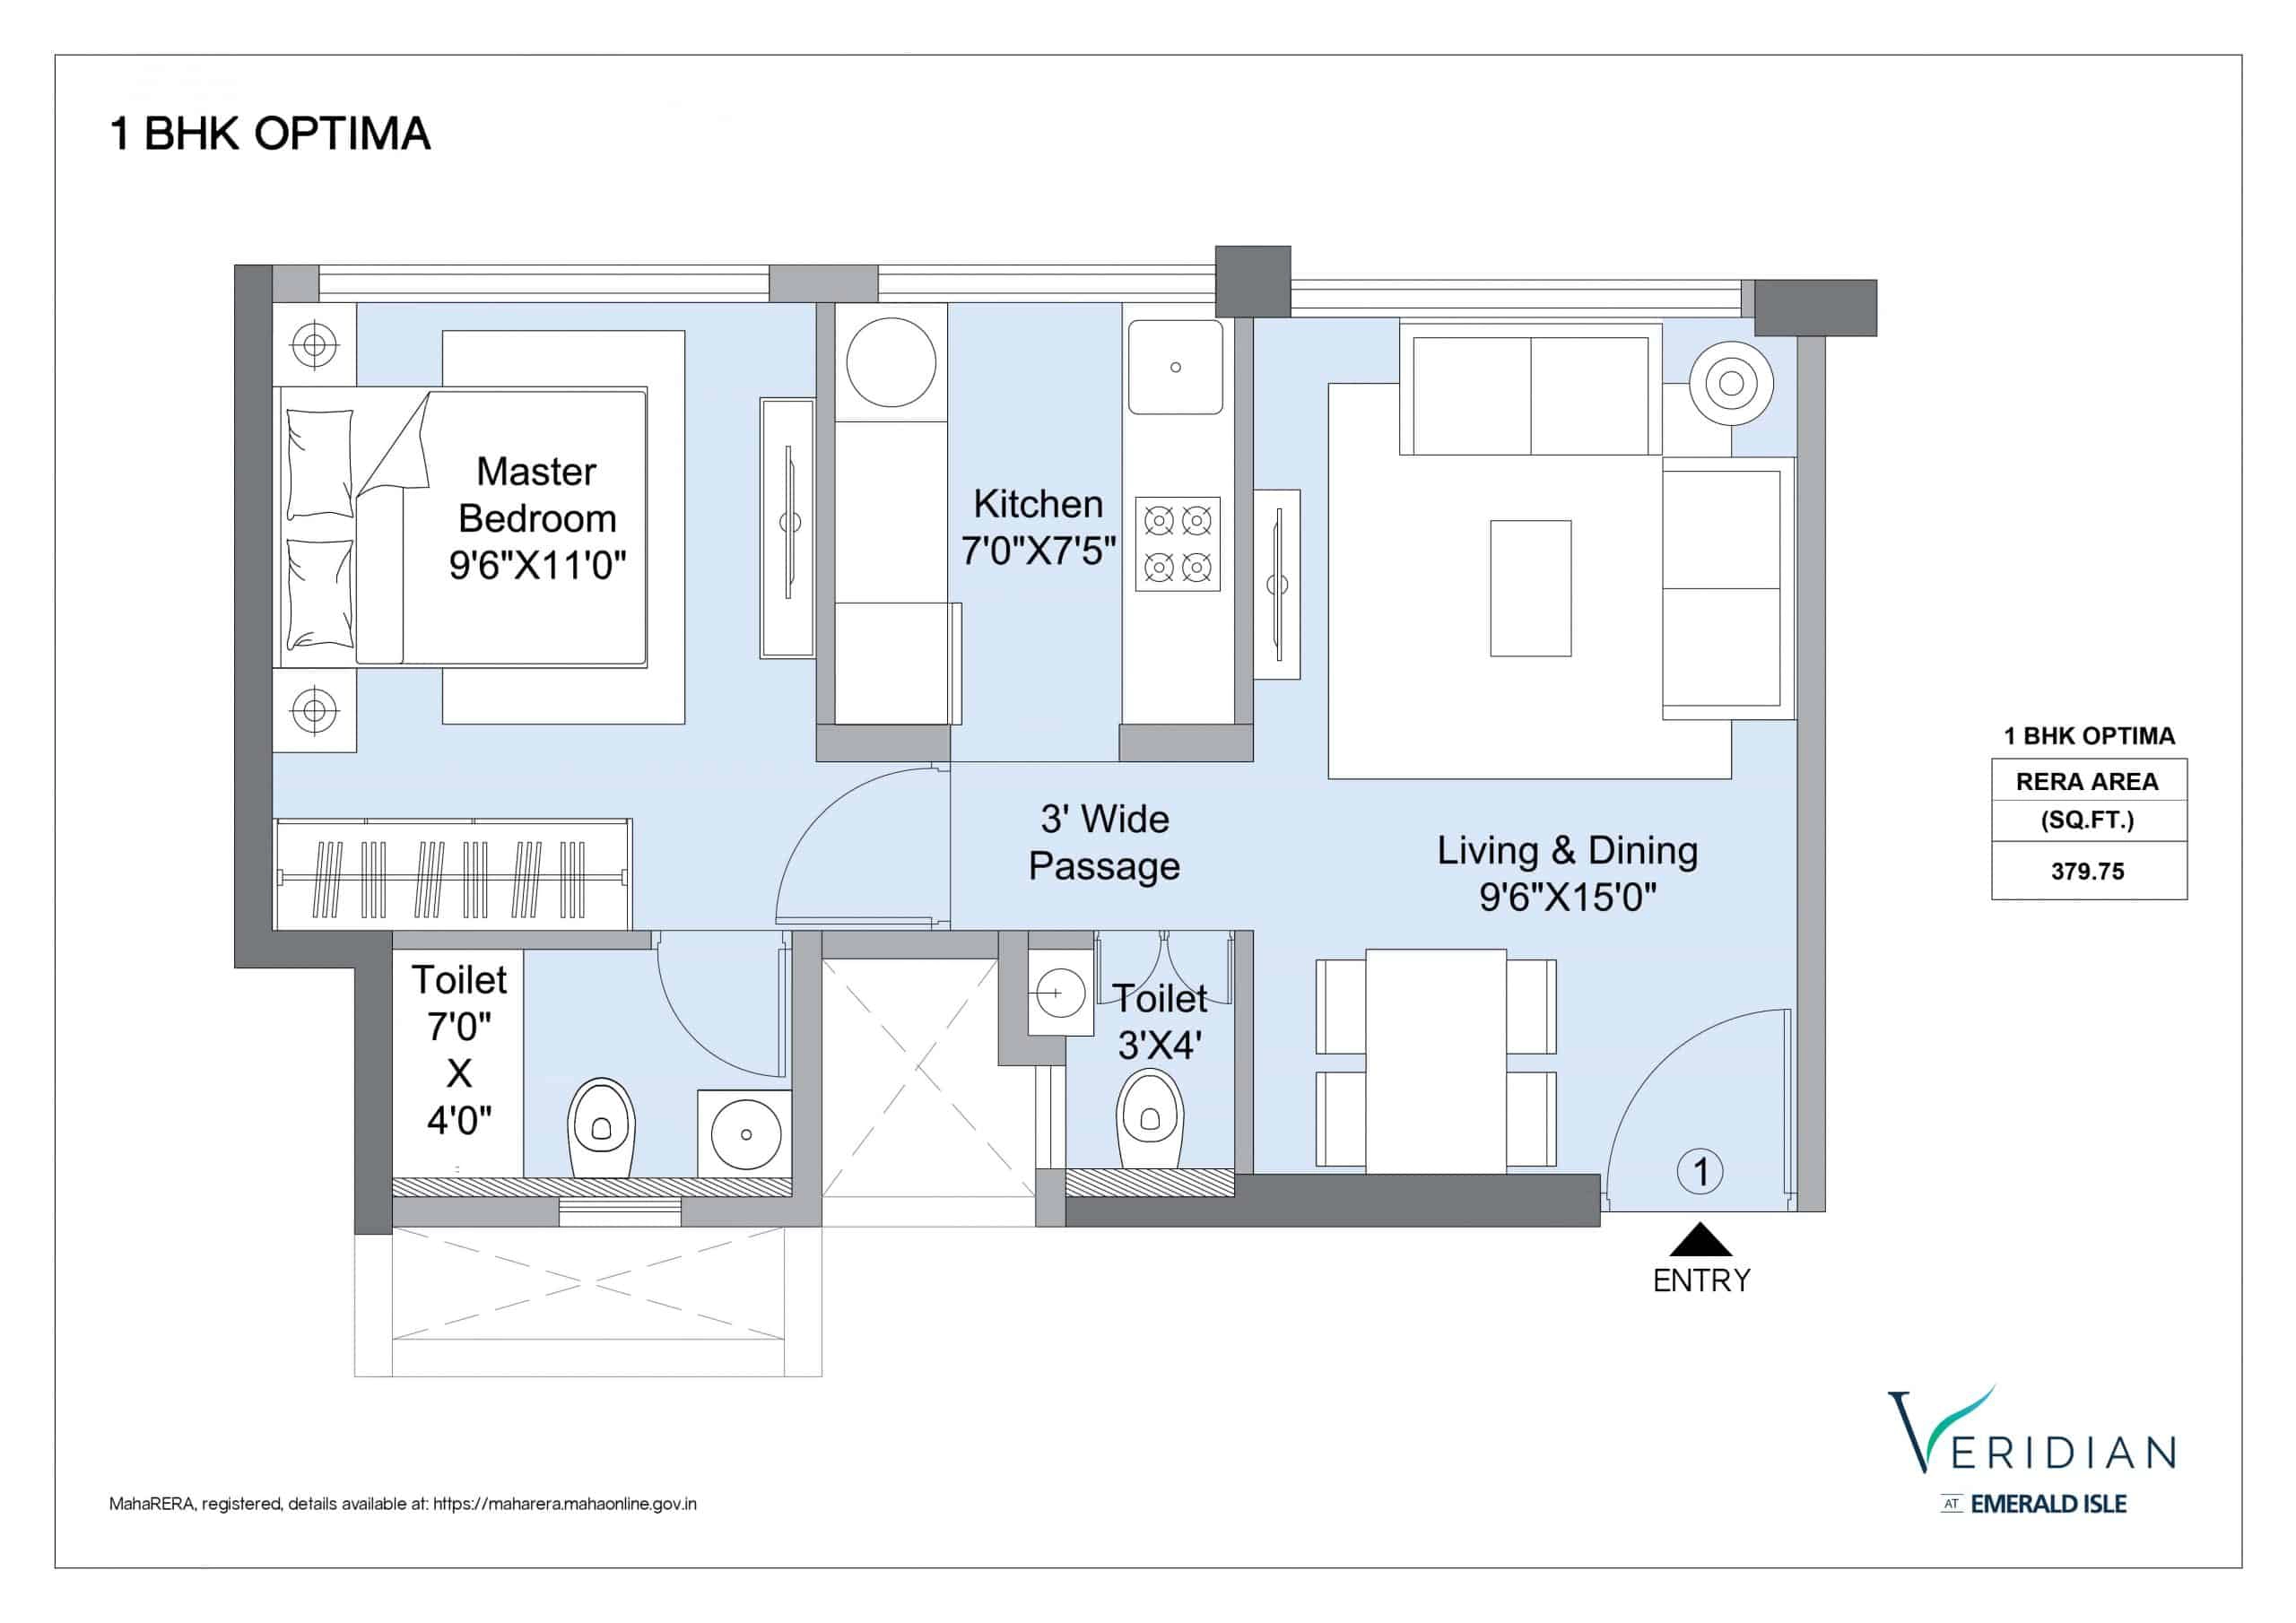 1 BHK OPTIMA
Master
Bedroom
9'6"X11'0"
Kitchen
7'0"X7'5"
3' Wide
Passage
Living & Dining
9'6"X15'0"
Toilet
7'0"
X
4'0"
Toilet
3'X4'
1
ENTRY
1 BHK OPTIMA
RERA AREA
(SQ.FT.)
379.75
MahaRERA, registered, details available at: https://maharera.mahaonline.gov.in
VERIDIAN
AT EMERALD ISLE